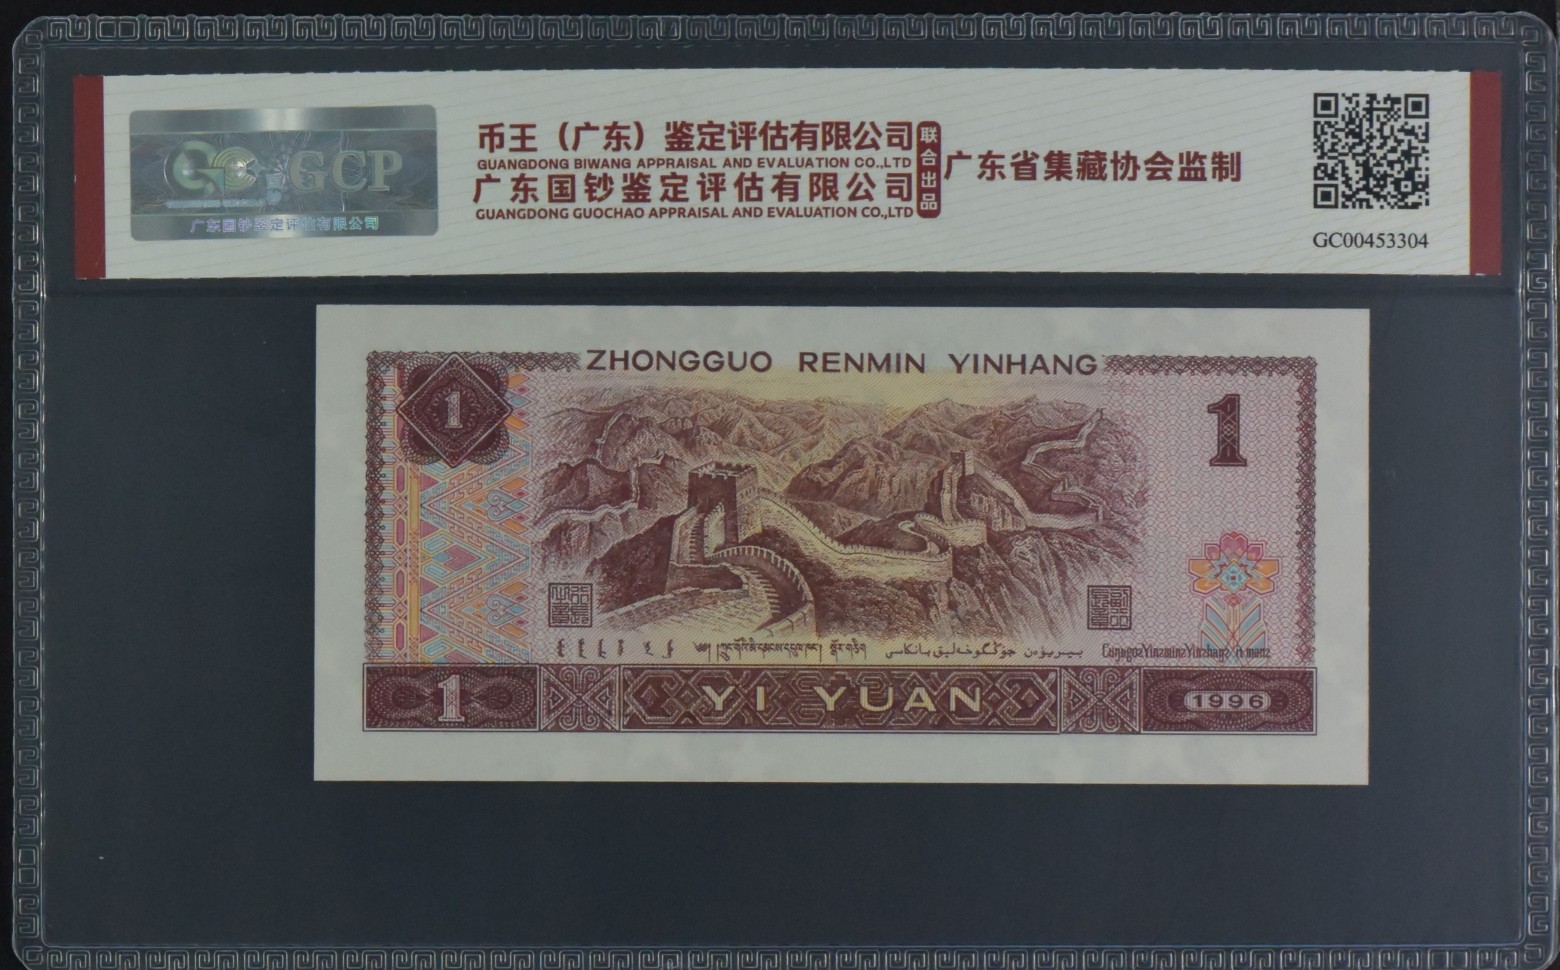 GCP
广东国钞鉴定评估有限公司
币王（广东）鉴定评估有限公司
GUANGDONG BIWANG APPRAISAL AND EVALUATION CO.,LTD
广东国钞鉴定评估有限公司
GUANGDONG GUOCHAO APPRAISAL AND EVALUATION CO.,LTD
联合出品
广东省集藏协会监制
GC00453304
ZHONGGUO RENMIN YINHANG
1
1
1
YI YUAN
1996